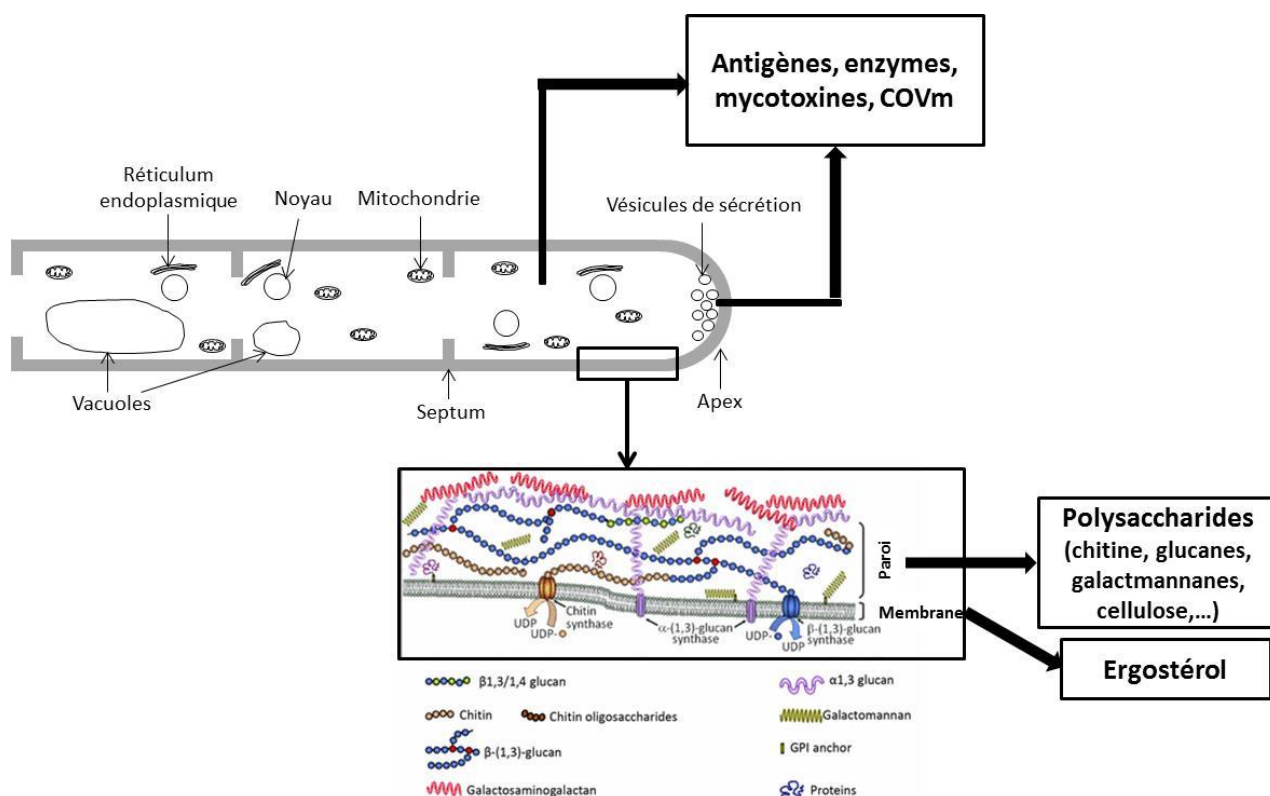 Antigènes, enzymes,
mycotoxines, COVm
Réticulum
endoplasmique
Noyau
Mitochondrie
Vésicules de sécrétion
Vacuoles
Septum
Apex
Polysaccharides
(chitine, glucanes,
galactmannanes,
cellulose,...)
Paroi
Membrane
Chitin
synthase
UDP
UDP-
α-(1,3)-glucan
synthase
UDP-
UDP
β-(1,3)-glucan
synthase
Ergostérol
β1,3/1,4 glucan
α1,3 glucan
Chitin
Chitin oligosaccharides
Galactomannan
β-(1,3)-glucan
GPI anchor
Galactosaminogalactan
Proteins